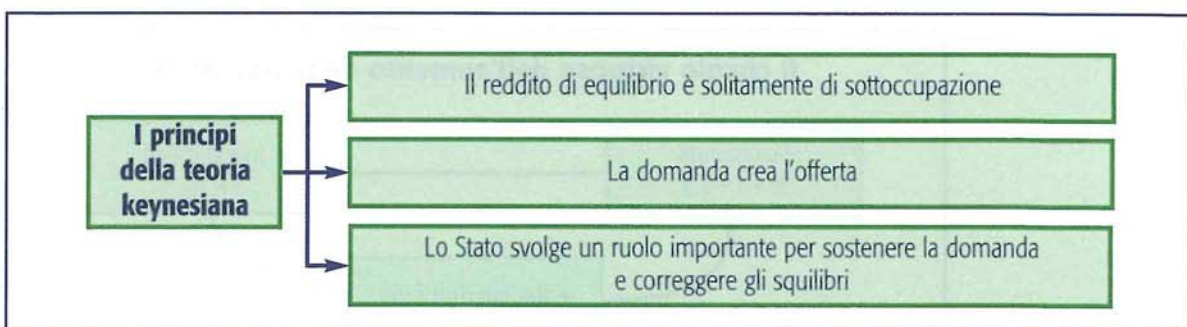 I principi
della teoria
keynesiana
Il reddito di equilibrio è solitamente di sottoccupazione
La domanda crea l'offerta
Lo Stato svolge un ruolo importante per sostenere la domanda
e correggere gli squilibri